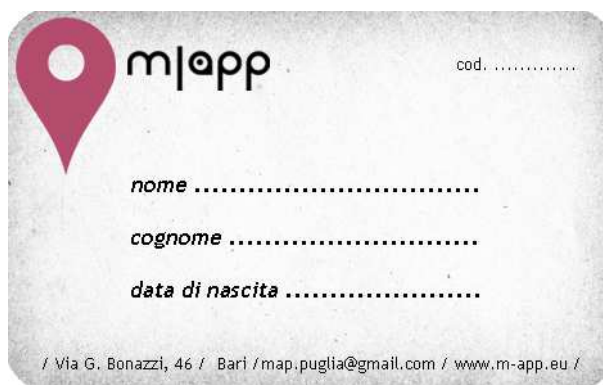 m|app
cod. .............
nome ................................
cognome ............................
data di nascita ......................
/ Via G. Bonazzi, 46 / Bari /map.puglia@gmail.com / www.m-app.eu /